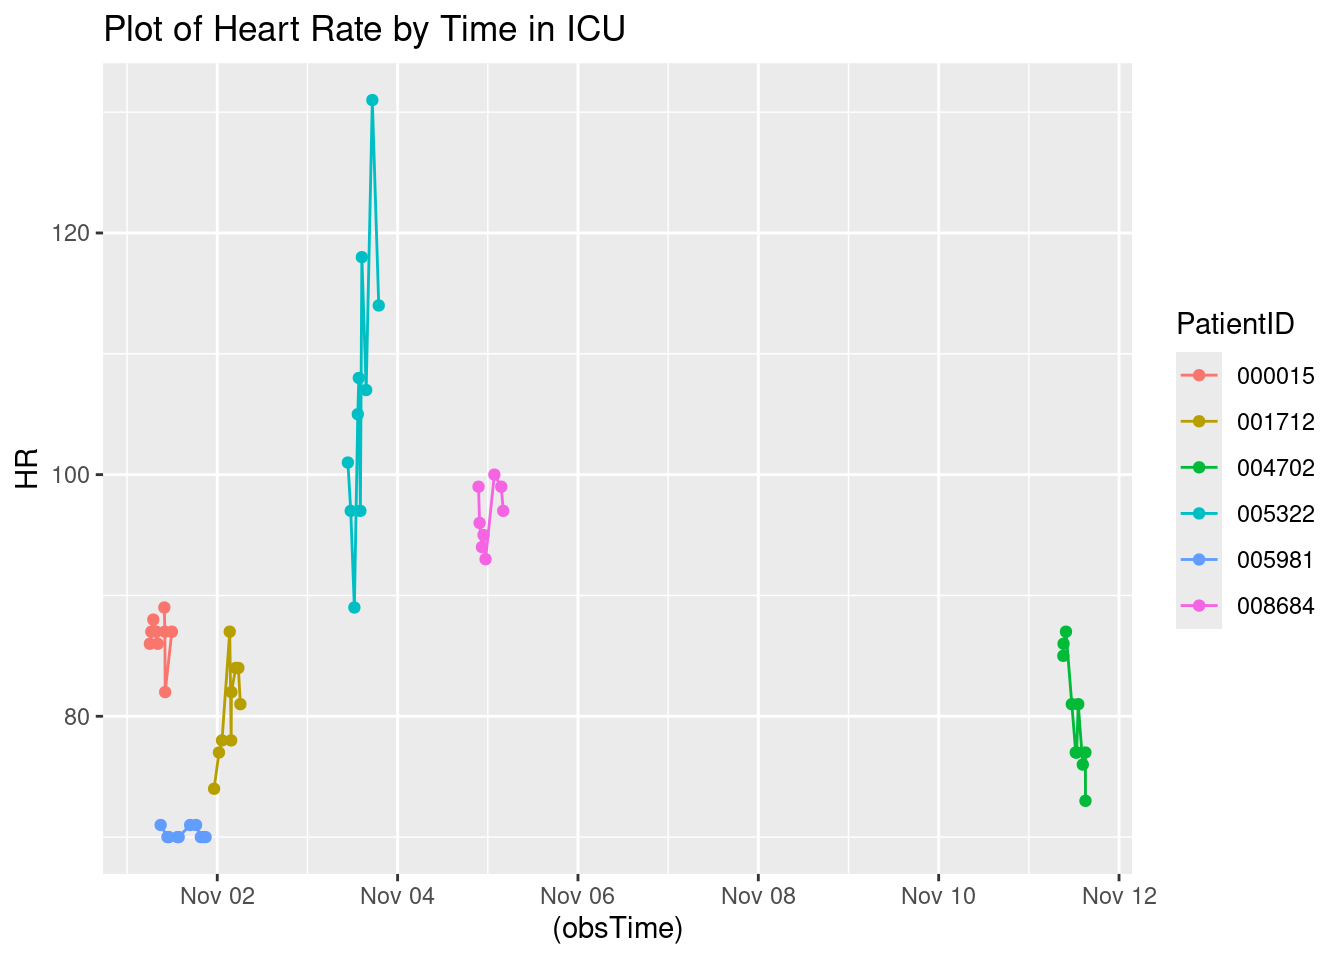 Plot of Heart Rate by Time in ICU
HR
120
100
80
Nov 02
Nov 04
Nov 06
Nov 08
Nov 10
Nov 12
(obsTime)
PatientID
000015
001712
004702
005322
005981
008684